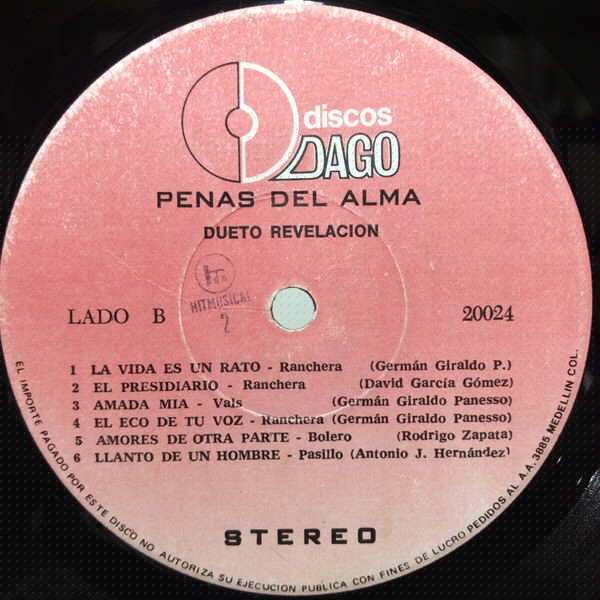 discos
DAGO
PENAS DEL ALMA
DUETO REVELACION
HITMUSICAL
2
LADO B 20024
1 LA VIDA ES UN RATO - Ranchera (Germán Giraldo P.)
2 EL PRESIDIARIO - Ranchera (David García Gómez)
3 AMADA MIA - Vals (Germán Giraldo Panesso)
4 EL ECO DE TU VOZ - Ranchera (Germán Giraldo Panesso)
5 AMORES DE OTRA PARTE - Bolero (Rodrigo Zapata)
6 LLANTO DE UN HOMBRE - Pasillo (Antonio J. Hernández)
STEREO
EL IMPORTE PAGADO POR ESTE DISCO NO AUTORIZA SU EJECUCION PUBLICA CON FINES DE LUCRO PEDIDOS AL A.A. 3885 MEDELLIN COL.